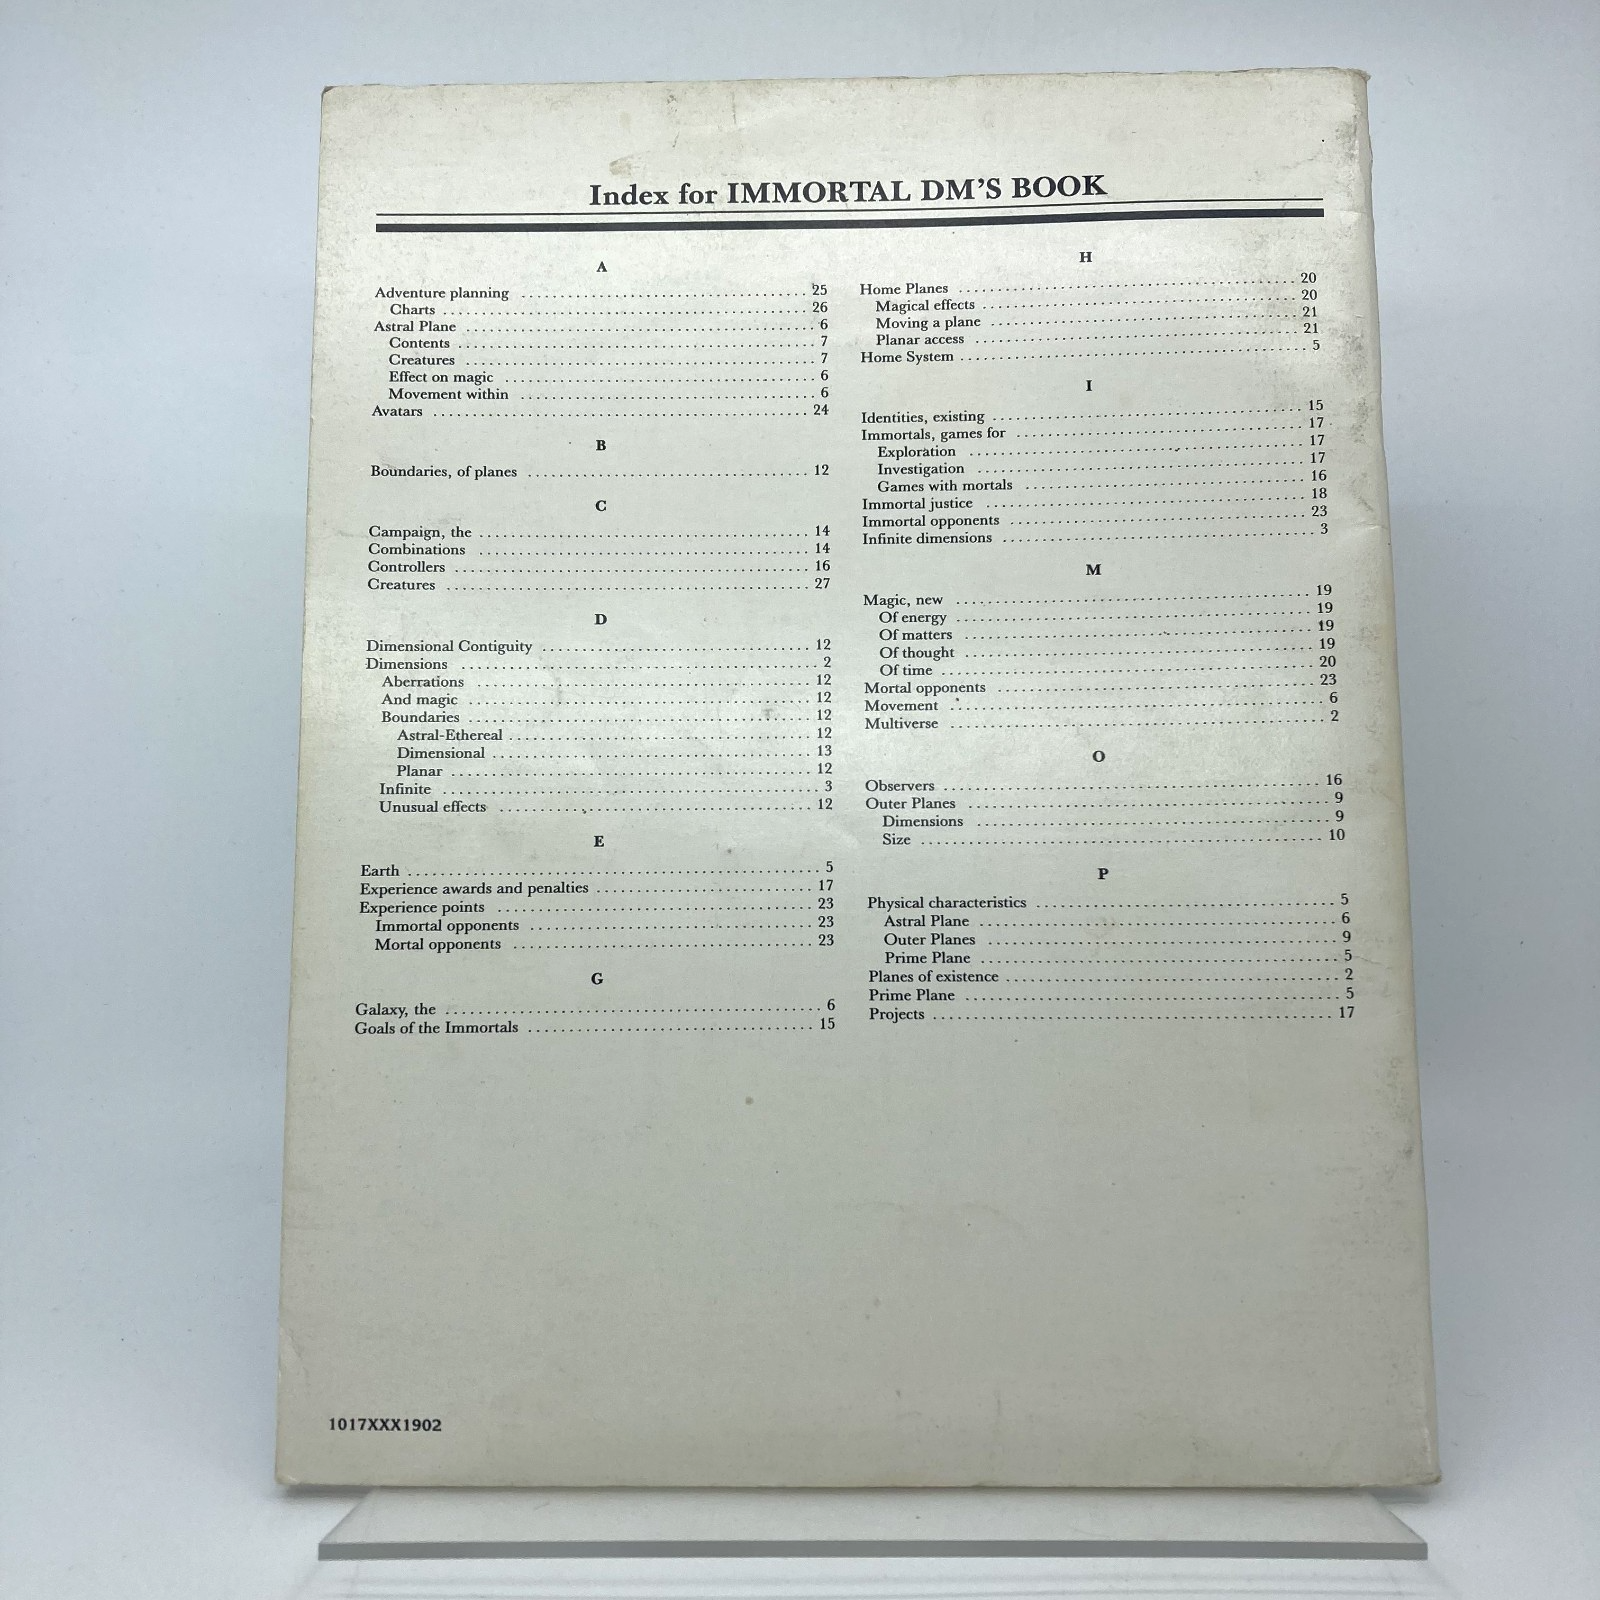 Index for IMMORTAL DM'S BOOK
A
Adventure planning ..... 25
Charts ..... 26
Astral Plane ..... 6
Contents ..... 7
Creatures ..... 7
Effect on magic ..... 6
Movement within ..... 6
Avatars ..... 24
B
Boundaries, of planes ..... 12
C
Campaign, the ..... 14
Combinations ..... 14
Controllers ..... 16
Creatures ..... 27
D
Dimensional Contiguity ..... 12
Dimensions ..... 2
Aberrations ..... 12
And magic ..... 12
Boundaries ..... 12
Astral-Ethereal ..... 12
Dimensional ..... 13
Planar ..... 12
Infinite ..... 3
Unusual effects ..... 12
E
Earth ..... 5
Experience awards and penalties ..... 17
Experience points ..... 23
Immortal opponents ..... 23
Mortal opponents ..... 23
G
Galaxy, the ..... 6
Goals of the Immortals ..... 15
H
Home Planes ..... 20
Magical effects ..... 20
Moving a plane ..... 21
Planar access ..... 21
Home System ..... 5
I
Identities, existing ..... 15
Immortals, games for ..... 17
Exploration ..... 17
Investigation ..... 17
Games with mortals ..... 16
Immortal justice ..... 18
Immortal opponents ..... 23
Infinite dimensions ..... 3
M
Magic, new ..... 19
Of energy ..... 19
Of matters ..... 19
Of thought ..... 19
Of time ..... 20
Mortal opponents ..... 23
Movement ..... 6
Multiverse ..... 2
O
Observers ..... 16
Outer Planes ..... 9
Dimensions ..... 9
Size ..... 10
P
Physical characteristics ..... 5
Astral Plane ..... 6
Outer Planes ..... 9
Prime Plane ..... 5
Planes of existence ..... 2
Prime Plane ..... 5
Projects ..... 17
1017XXX1902